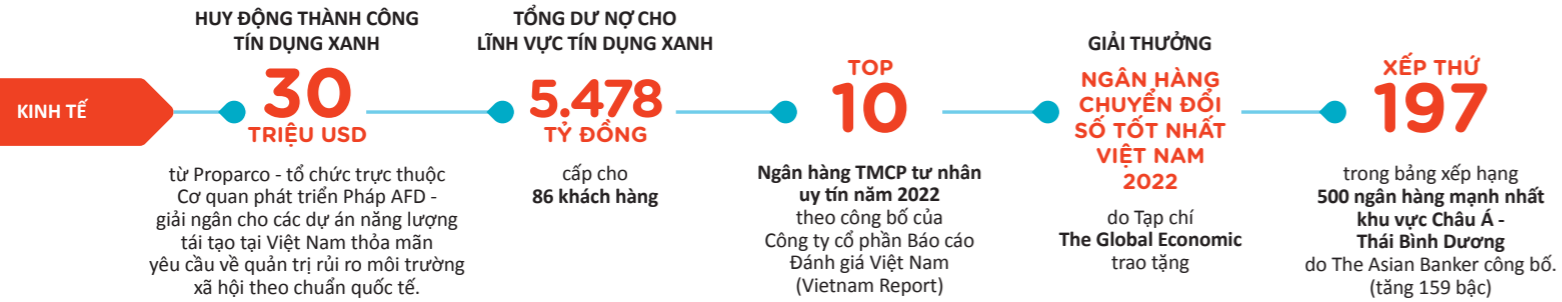 KINH TẾ
HUY ĐỘNG THÀNH CÔNG
TÍN DỤNG XANH
30
TRIỆU USD
từ Proparco - tổ chức trực thuộc
Cơ quan phát triển Pháp AFD -
giải ngân cho các dự án năng lượng
tái tạo tại Việt Nam thỏa mãn
yêu cầu về quản trị rủi ro môi trường
xã hội theo chuẩn quốc tế.
TỔNG DƯ NỢ CHO
LĨNH VỰC TÍN DỤNG XANH
5.478
TỶ ĐỒNG
cấp cho
86 khách hàng
TOP
10
Ngân hàng TMCP tư nhân
uy tín năm 2022
theo công bố của
Công ty cổ phần Báo cáo
Đánh giá Việt Nam
(Vietnam Report)
GIẢI THƯỞNG
NGÂN HÀNG
CHUYỂN ĐỔI
SỐ TỐT NHẤT
VIỆT NAM
2022
do Tạp chí
The Global Economic
trao tặng
XẾP THỨ
197
trong bảng xếp hạng
500 ngân hàng mạnh nhất
khu vực Châu Á -
Thái Bình Dương
do The Asian Banker công bố.
(tăng 159 bậc)